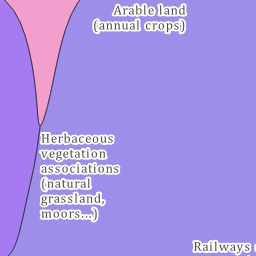 Arable land
(annual crops)
Herbaceous
vegetation
associations
(natural
grassland,
moors...)
Railways